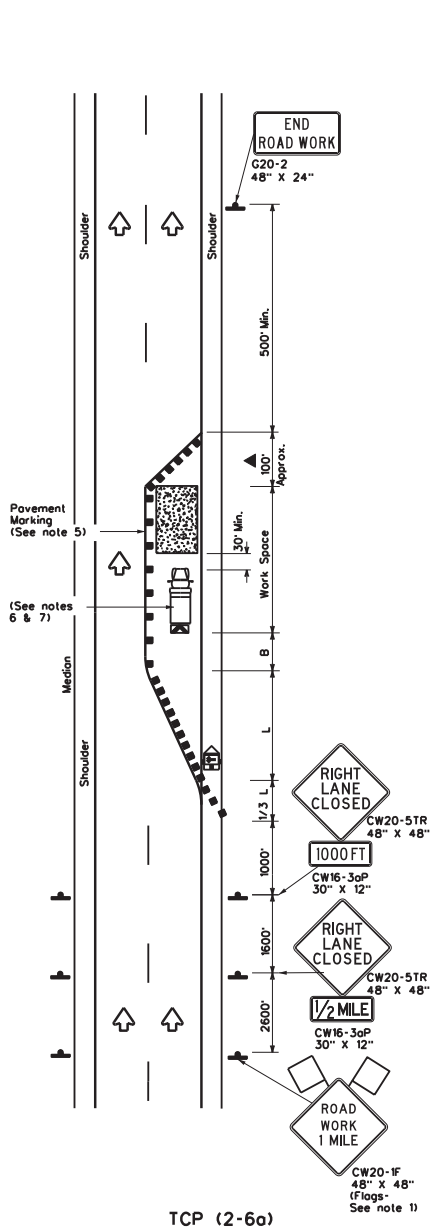 END
ROAD WORK
G20-2
48" X 24"
Shoulder
Shoulder
500' Min.
100'
Approx.
Pavement
Marking
(See note 5)
30' Min.
Work Space
(See notes
6 & 7)
B
Median
L
Shoulder
1/3 L
RIGHT
LANE
CLOSED
CW20-5TR
48" X 48"
1000 FT
CW16-3aP
30" X 12"
1000'
1600'
RIGHT
LANE
CLOSED
CW20-5TR
48" X 48"
1/2 MILE
CW16-3aP
30" X 12"
2600'
ROAD
WORK
1 MILE
CW20-1F
48" X 48"
(Flags-
See note 1)
TCP (2-6a)